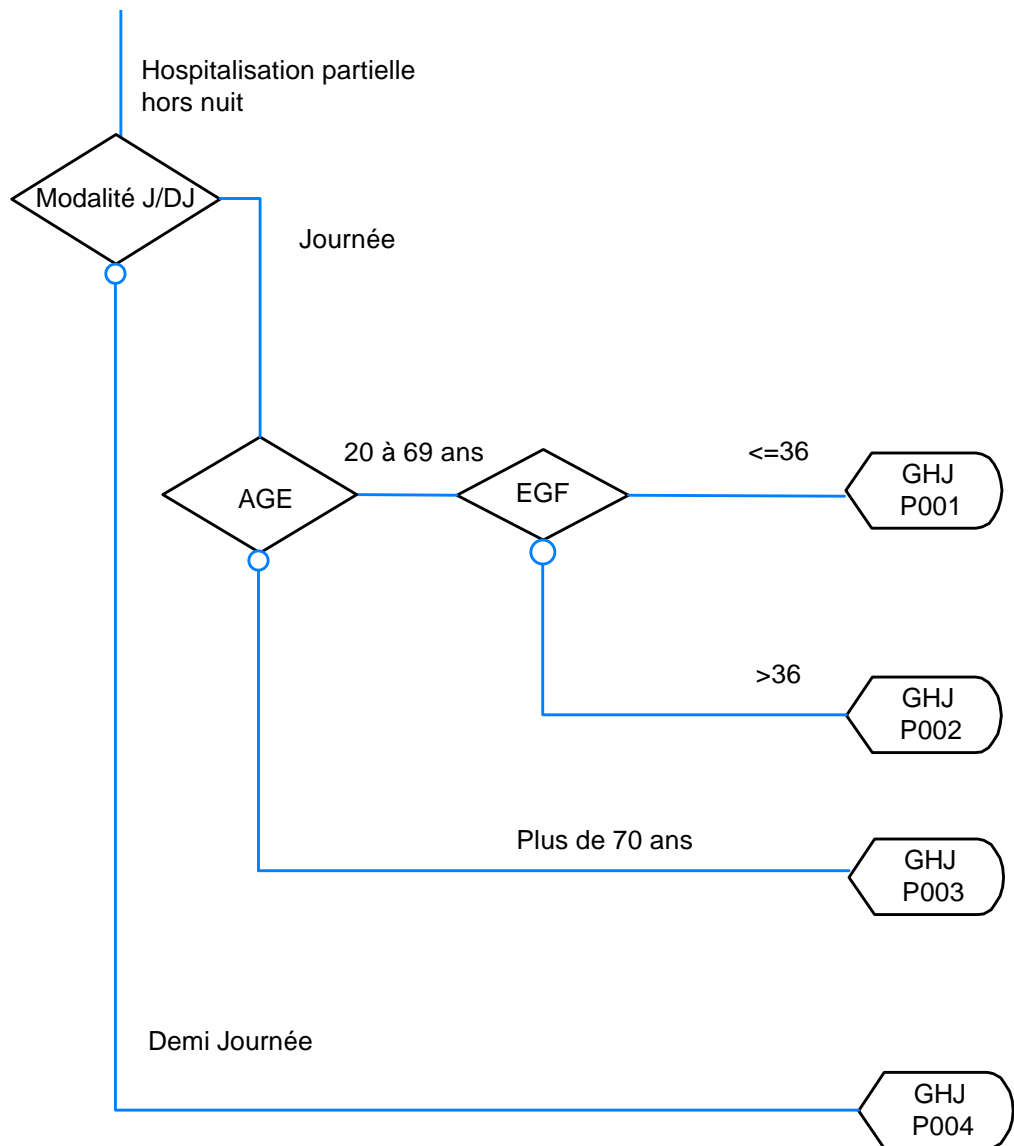 Hospitalisation partielle
hors nuit
Modalité J/DJ
Journée
20 à 69 ans
<=36
AGE
EGF
GHJ
P001
>36
GHJ
P002
Plus de 70 ans
GHJ
P003
Demi Journée
GHJ
P004